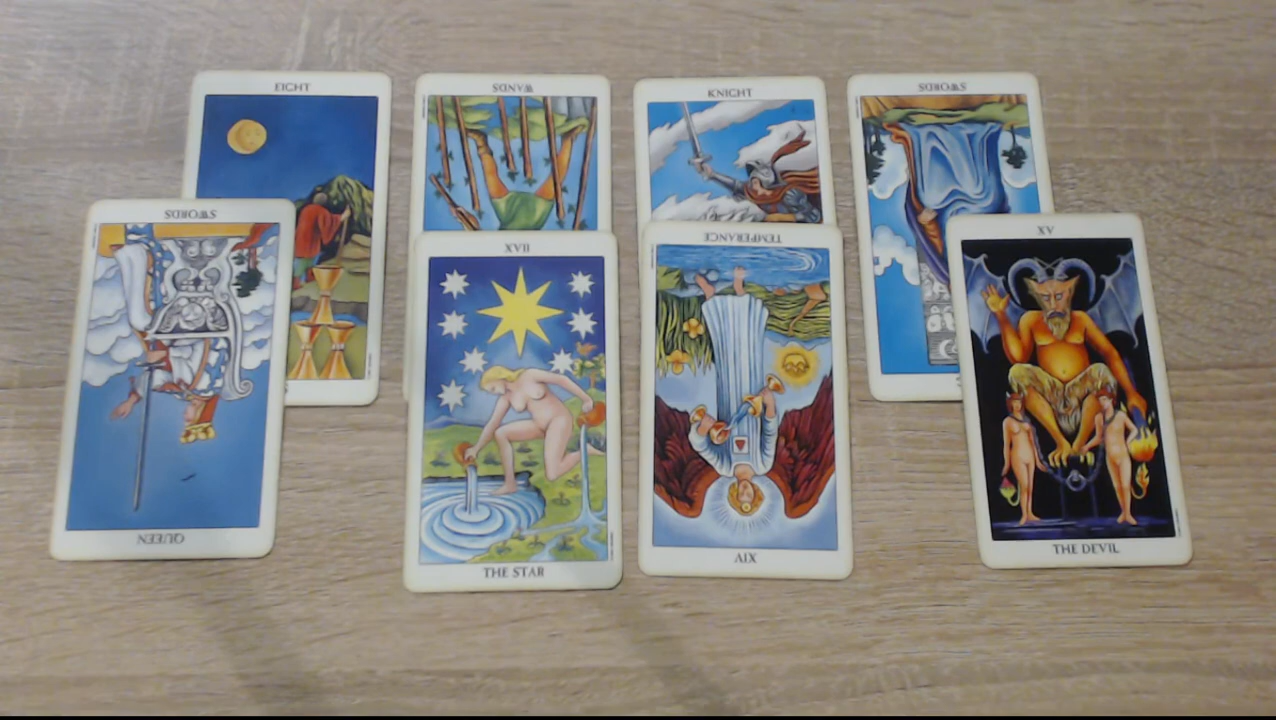 EIGHT
WANDS
KNIGHT
SWORDS
SWORDS
XVII
TEMPERANCE
XV
QUEEN
THE STAR
XIV
THE DEVIL